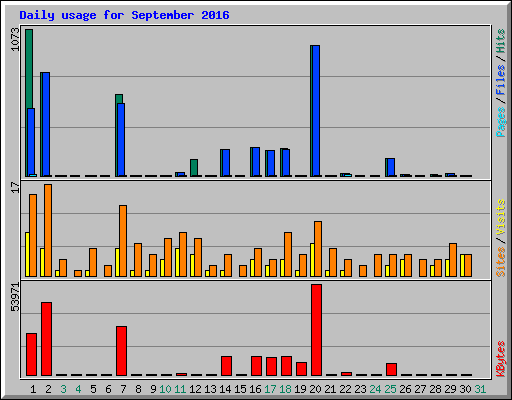 Daily usage for September 2016
1073
17
53971
Pages / Files / Hits
Sites / Visits
KBytes
1 2 3 4 5 6 7 8 9 10 11 12 13 14 15 16 17 18 19 20 21 22 23 24 25 26 27 28 29 30 31